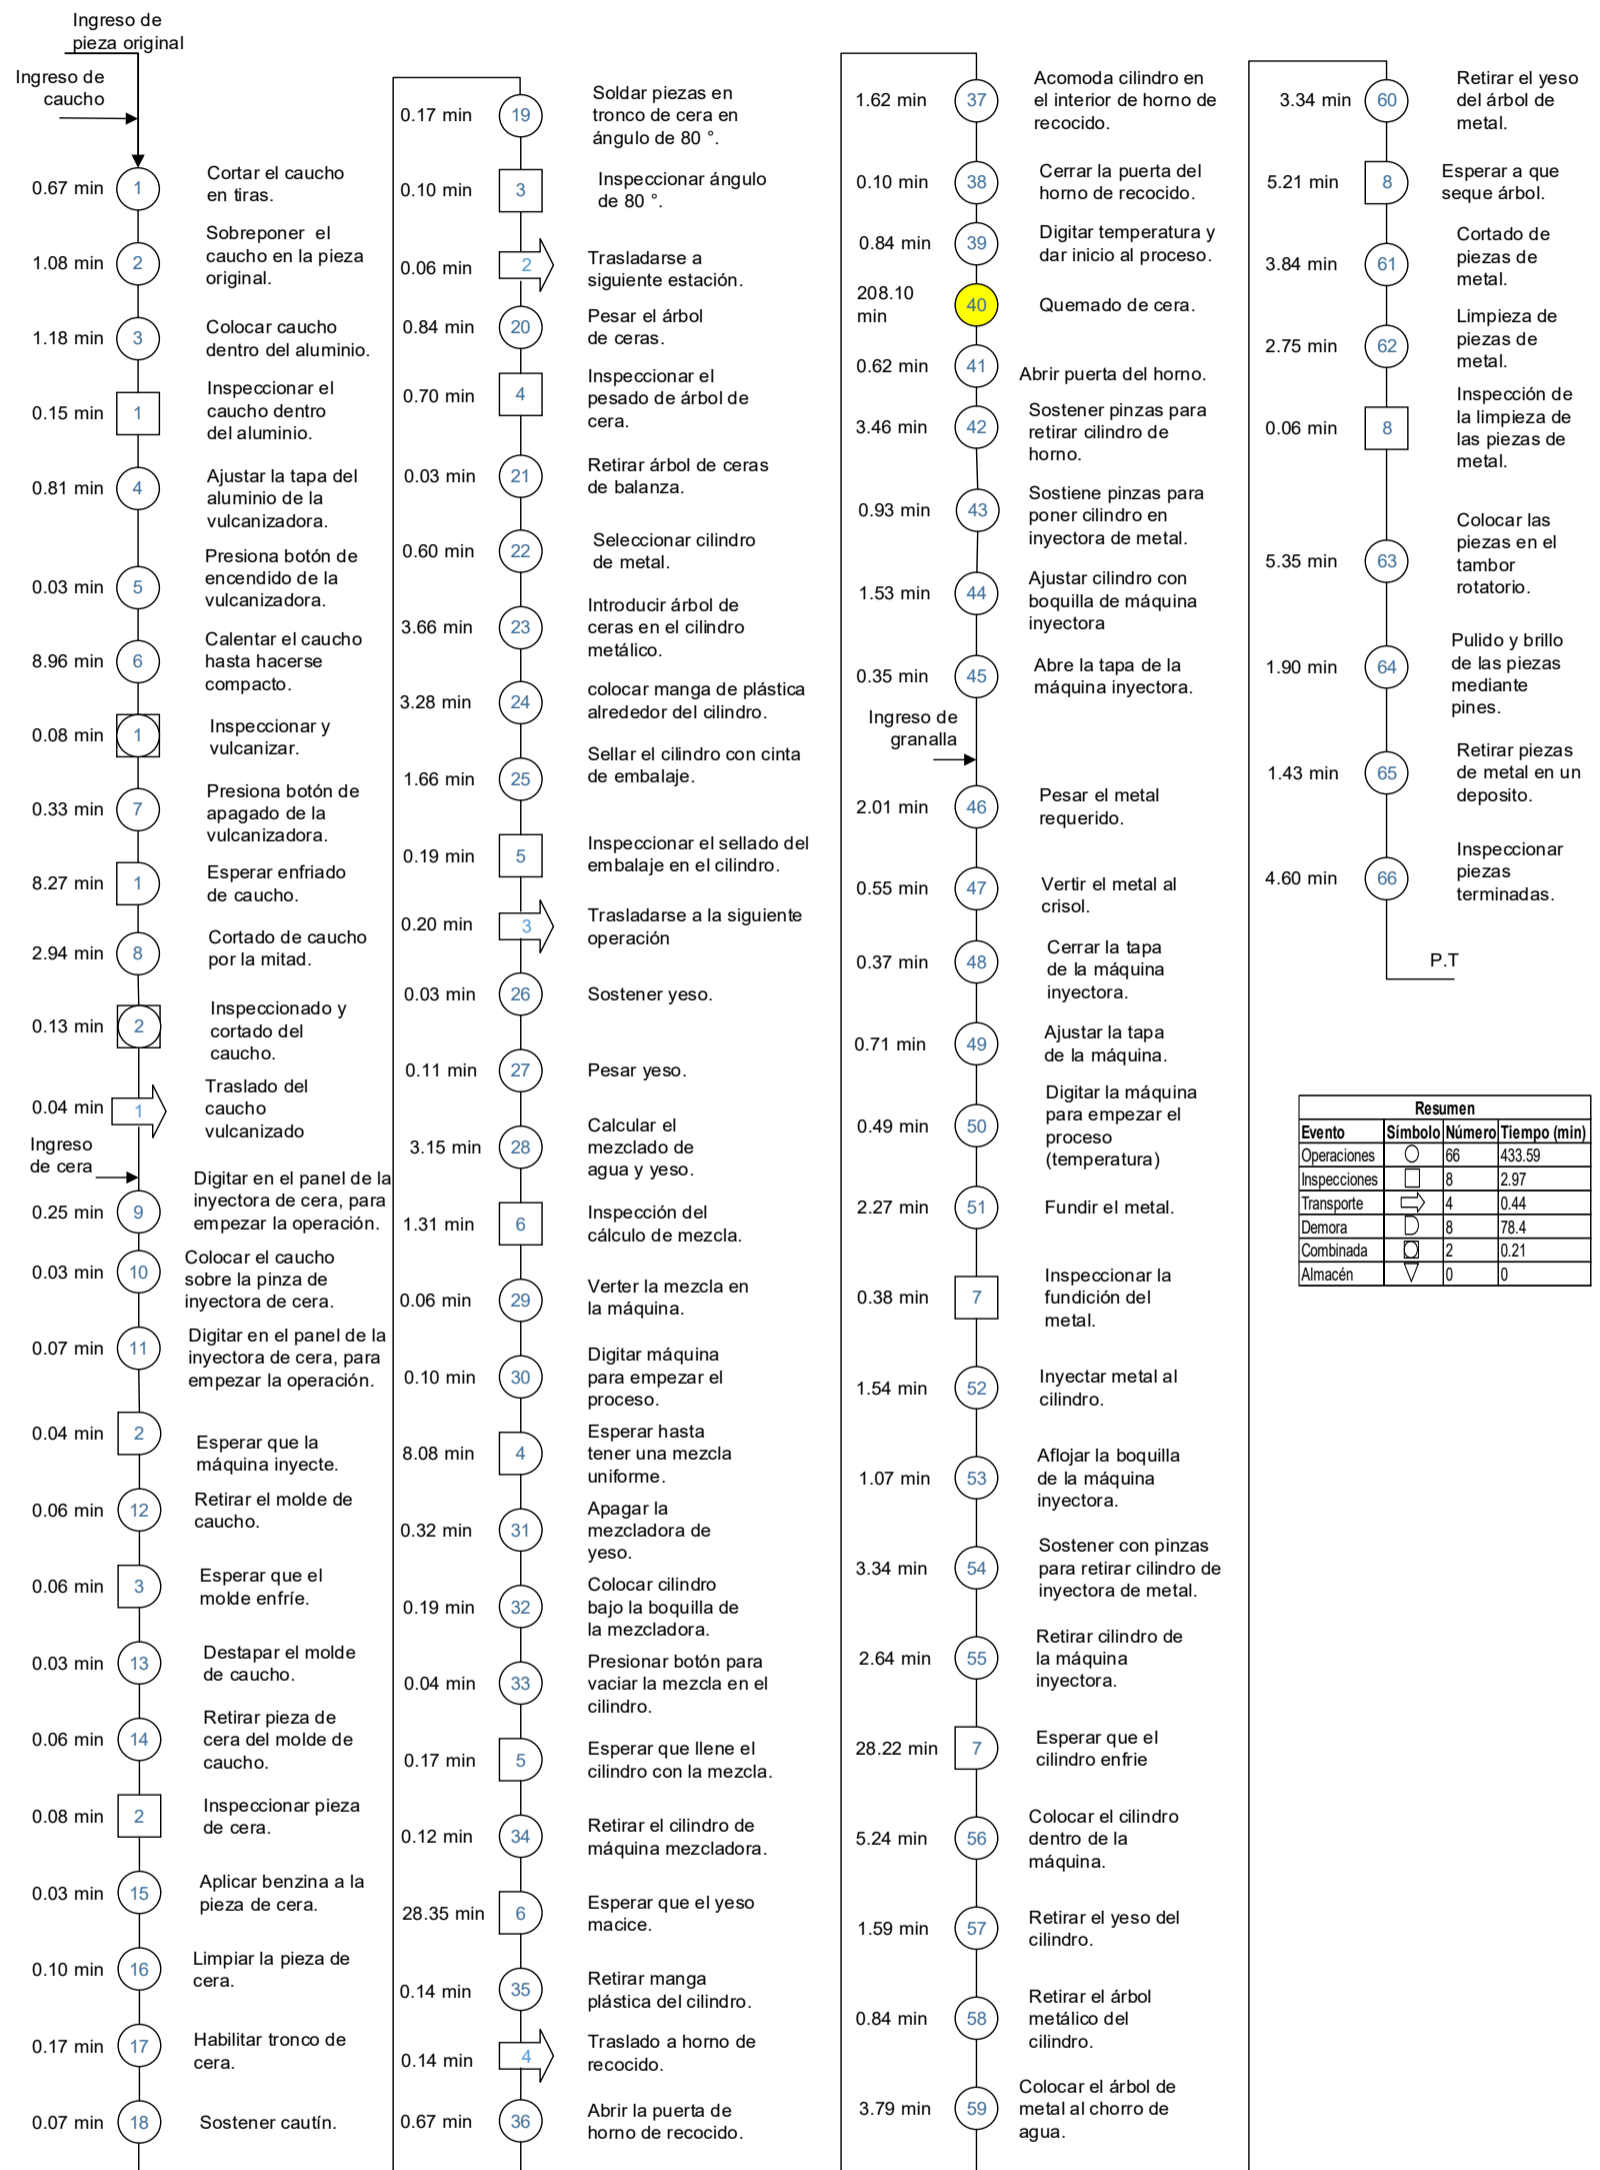 Ingreso de
pieza original
Ingreso de
caucho
0.67 min 1 Cortar el caucho
en tiras.
1.08 min 2 Sobreponer el
caucho en la pieza
original.
1.18 min 3 Colocar caucho
dentro del aluminio.
0.15 min 1 Inspeccionar el
caucho dentro
del aluminio.
0.81 min 4 Ajustar la tapa del
aluminio de la
vulcanizadora.
0.03 min 5 Presiona botón de
encendido de la
vulcanizadora.
8.96 min 6 Calentar el caucho
hasta hacerse
compacto.
0.08 min 1 Inspeccionar y
vulcanizar.
0.33 min 7 Presiona botón de
apagado de la
vulcanizadora.
8.27 min 1 Esperar enfriado
de caucho.
2.94 min 8 Cortado de caucho
por la mitad.
0.13 min 2 Inspeccionado y
cortado del
caucho.
0.04 min 1 Traslado del
caucho
vulcanizado
Ingreso
de cera
0.25 min 9 Digitar en el panel de la
inyectora de cera, para
empezar la operación.
0.03 min 10 Colocar el caucho
sobre la pinza de
inyectora de cera.
0.07 min 11 Digitar en el panel de la
inyectora de cera, para
empezar la operación.
0.04 min 2 Esperar que la
máquina inyecte.
0.06 min 12 Retirar el molde de
caucho.
0.06 min 3 Esperar que el
molde enfríe.
0.03 min 13 Destapar el molde
de caucho.
0.06 min 14 Retirar pieza de
cera del molde de
caucho.
0.08 min 2 Inspeccionar pieza
de cera.
0.03 min 15 Aplicar benzina a la
pieza de cera.
0.10 min 16 Limpiar la pieza de
cera.
0.17 min 17 Habilitar tronco de
cera.
0.07 min 18 Sostener cautín.
0.17 min 19 Soldar piezas en
tronco de cera en
ángulo de 80 °.
0.10 min 3 Inspeccionar ángulo
de 80 °.
0.06 min 2 Trasladarse a
siguiente estación.
0.84 min 20 Pesar el árbol
de ceras.
0.70 min 4 Inspeccionar el
pesado de árbol de
cera.
0.03 min 21 Retirar árbol de ceras
de balanza.
0.60 min 22 Seleccionar cilindro
de metal.
3.66 min 23 Introducir árbol de
ceras en el cilindro
metálico.
3.28 min 24 colocar manga de plástica
alrededor del cilindro.
1.66 min 25 Sellar el cilindro con cinta
de embalaje.
0.19 min 5 Inspeccionar el sellado del
embalaje en el cilindro.
0.20 min 3 Trasladarse a la siguiente
operación
0.03 min 26 Sostener yeso.
0.11 min 27 Pesar yeso.
3.15 min 28 Calcular el
mezclado de
agua y yeso.
1.31 min 6 Inspección del
cálculo de mezcla.
0.06 min 29 Verter la mezcla en
la máquina.
0.10 min 30 Digitar máquina
para empezar el
proceso.
8.08 min 4 Esperar hasta
tener una mezcla
uniforme.
0.32 min 31 Apagar la
mezcladora de
yeso.
0.19 min 32 Colocar cilindro
bajo la boquilla de
la mezcladora.
0.04 min 33 Presionar botón para
vaciar la mezcla en el
cilindro.
0.17 min 5 Esperar que llene el
cilindro con la mezcla.
0.12 min 34 Retirar el cilindro de
máquina mezcladora.
28.35 min 6 Esperar que el yeso
macice.
0.14 min 35 Retirar manga
plástica del cilindro.
0.14 min 4 Traslado a horno de
recocido.
0.67 min 36 Abrir la puerta de
horno de recocido.
1.62 min 37 Acomoda cilindro en
el interior de horno de
recocido.
0.10 min 38 Cerrar la puerta del
horno de recocido.
0.84 min 39 Digitar temperatura y
dar inicio al proceso.
208.10
min 40 Quemado de cera.
0.62 min 41 Abrir puerta del horno.
3.46 min 42 Sostener pinzas para
retirar cilindro de
horno.
0.93 min 43 Sostiene pinzas para
poner cilindro en
inyectora de metal.
1.53 min 44 Ajustar cilindro con
boquilla de máquina
inyectora
0.35 min 45 Abre la tapa de la
máquina inyectora.
Ingreso de
granalla
2.01 min 46 Pesar el metal
requerido.
0.55 min 47 Vertir el metal al
crisol.
0.37 min 48 Cerrar la tapa
de la máquina
inyectora.
0.71 min 49 Ajustar la tapa
de la máquina.
0.49 min 50 Digitar la máquina
para empezar el
proceso
(temperatura)
2.27 min 51 Fundir el metal.
0.38 min 7 Inspeccionar la
fundición del
metal.
1.54 min 52 Inyectar metal al
cilindro.
1.07 min 53 Aflojar la boquilla
de la máquina
inyectora.
3.34 min 54 Sostener con pinzas
para retirar cilindro de
inyectora de metal.
2.64 min 55 Retirar cilindro de
la máquina
inyectora.
28.22 min 7 Esperar que el
cilindro enfrie
5.24 min 56 Colocar el cilindro
dentro de la
máquina.
1.59 min 57 Retirar el yeso del
cilindro.
0.84 min 58 Retirar el árbol
metálico del
cilindro.
3.79 min 59 Colocar el árbol de
metal al chorro de
agua.
3.34 min 60 Retirar el yeso
del árbol de
metal.
5.21 min 8 Esperar a que
seque árbol.
3.84 min 61 Cortado de
piezas de
metal.
2.75 min 62 Limpieza de
piezas de
metal.
0.06 min 8 Inspección de
la limpieza de
las piezas de
metal.
5.35 min 63 Colocar las
piezas en el
tambor
rotatorio.
1.90 min 64 Pulido y brillo
de las piezas
mediante
pines.
1.43 min 65 Retirar piezas
de metal en un
deposito.
4.60 min 66 Inspeccionar
piezas
terminadas.
P.T
Resumen
Evento Símbolo Número Tiempo (min)
Operaciones 66 433.59
Inspecciones 8 2.97
Transporte 4 0.44
Demora 8 78.4
Combinada 2 0.21
Almacén 0 0